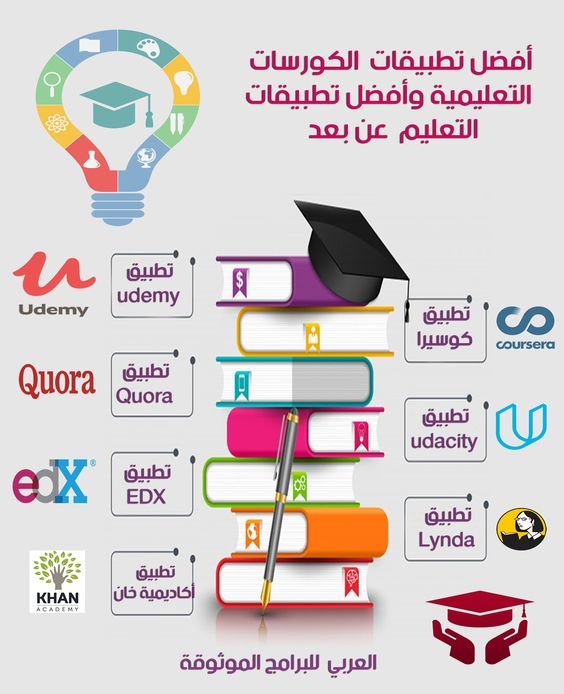 أفضل تطبيقات الكورسات
التعليمية وأفضل تطبيقات
التعليم عن بعد
Udemy
تطبيق
udemy
تطبيق
كوسيرا
coursera
Quora
تطبيق
Quora
تطبيق
udacity
edX®
تطبيق
EDX
تطبيق
Lynda
KHAN
ACADEMY
تطبيق
أكاديمية خان
العربي للبرامج الموثوقة